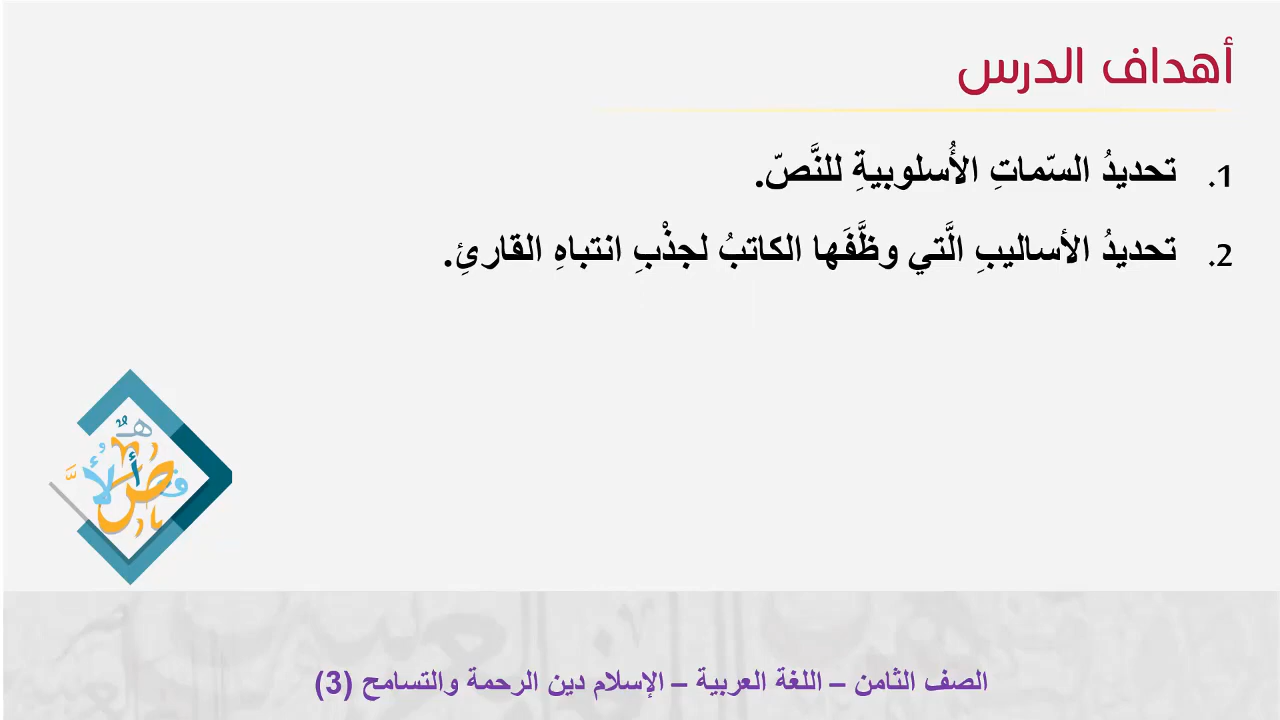 أهداف الدرس
1. تحديدُ السّماتِ الأُسلوبيةِ للنَّصّ.
2. تحديدُ الأساليبِ الَّتي وظَّفَها الكاتبُ لجذْبِ انتباهِ القارئِ.
الصف الثامن – اللغة العربية – الإسلام دين الرحمة والتسامح (3)